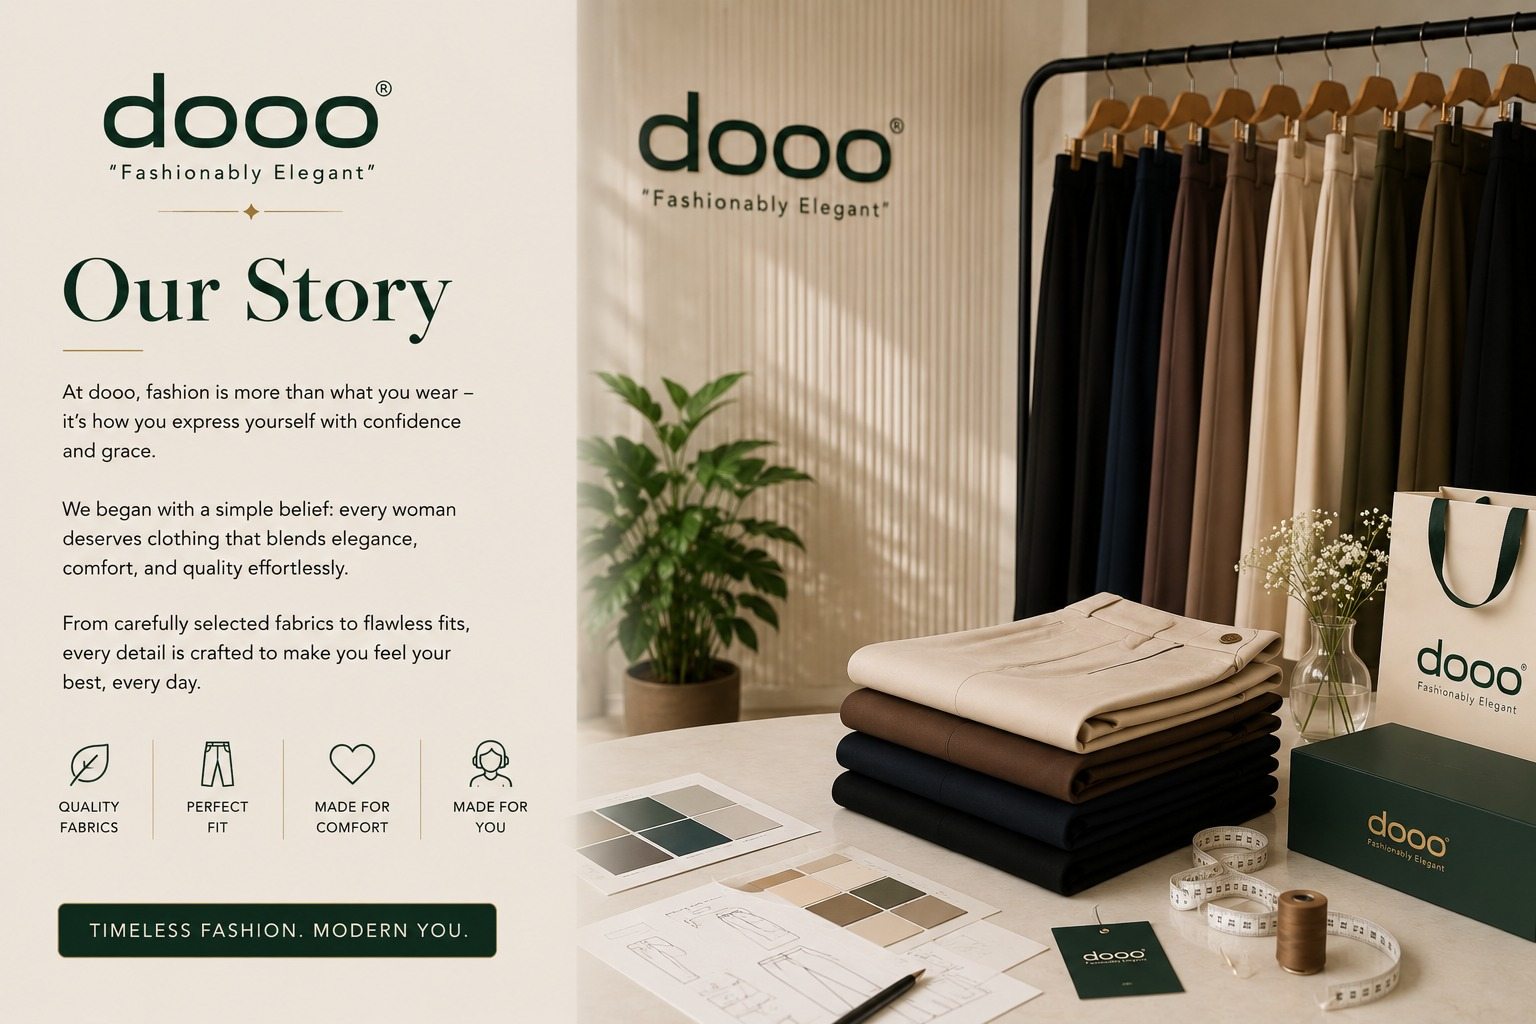 dooo®
"Fashionably Elegant"
Our Story
At dooo, fashion is more than what you wear –
it's how you express yourself with confidence
and grace.
We began with a simple belief: every woman
deserves clothing that blends elegance,
comfort, and quality effortlessly.
From carefully selected fabrics to flawless fits,
every detail is crafted to make you feel your
best, every day.
QUALITY
FABRICS
PERFECT
FIT
MADE FOR
COMFORT
MADE FOR
YOU
TIMELESS FASHION. MODERN YOU.
dooo®
"Fashionably Elegant"
dooo®
Fashionably Elegant
dooo®
Fashionably Elegant
dooo